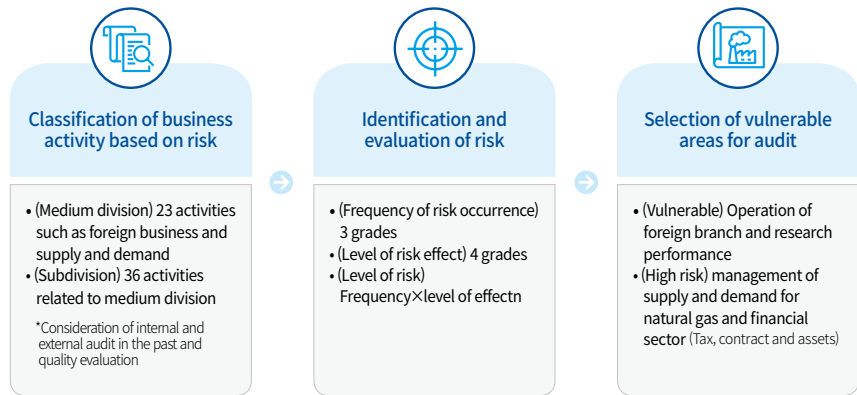 Classification of business
activity based on risk
• (Medium division) 23 activities
such as foreign business and
supply and demand
• (Subdivision) 36 activities
related to medium division
*Consideration of internal and
external audit in the past and
quality evaluation
Identification and
evaluation of risk
• (Frequency of risk occurrence)
3 grades
• (Level of risk effect) 4 grades
• (Level of risk)
Frequency×level of effectn
Selection of vulnerable
areas for audit
• (Vulnerable) Operation of
foreign branch and research
performance
• (High risk) management of
supply and demand for
natural gas and financial
sector (Tax, contract and assets)